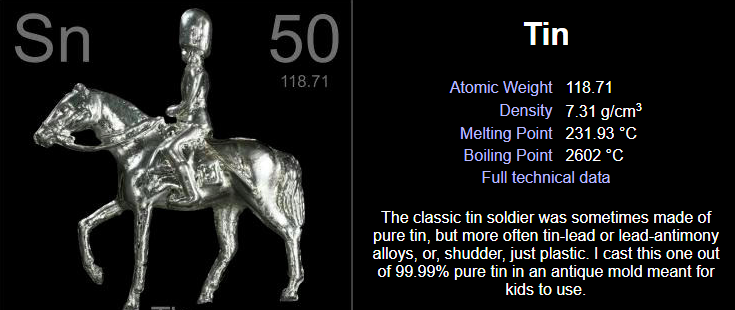 Sn 50
118.71
Tin
Atomic Weight 118.71
Density 7.31 g/cm³
Melting Point 231.93 °C
Boiling Point 2602 °C
Full technical data
The classic tin soldier was sometimes made of
pure tin, but more often tin-lead or lead-antimony
alloys, or, shudder, just plastic. I cast this one out
of 99.99% pure tin in an antique mold meant for
kids to use.